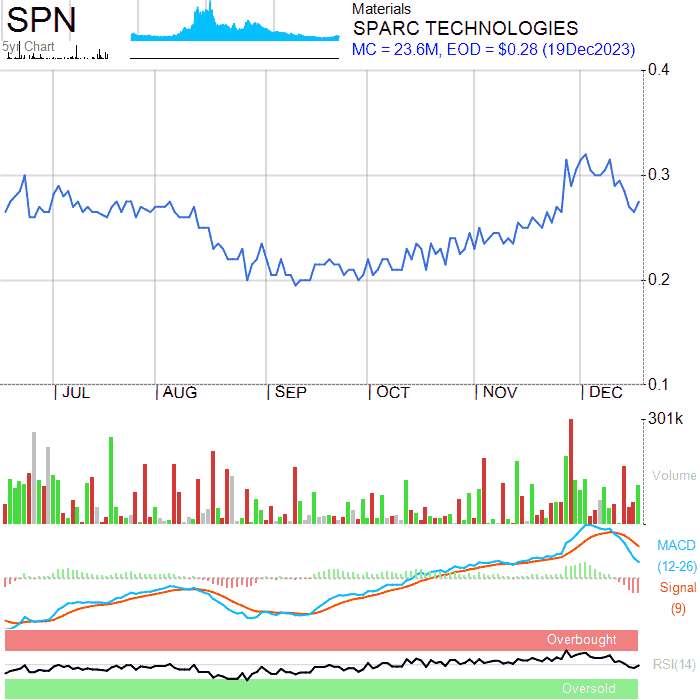 SPN
5yr Chart
Materials
SPARC TECHNOLOGIES
MC = 23.6M, EOD = $0.28 (19Dec2023)
0.4
0.3
0.2
0.1
JUL AUG SEP OCT NOV DEC
301k
Volume
MACD
(12-26)
Signal
(9)
Overbought
RSI(14)
Oversold